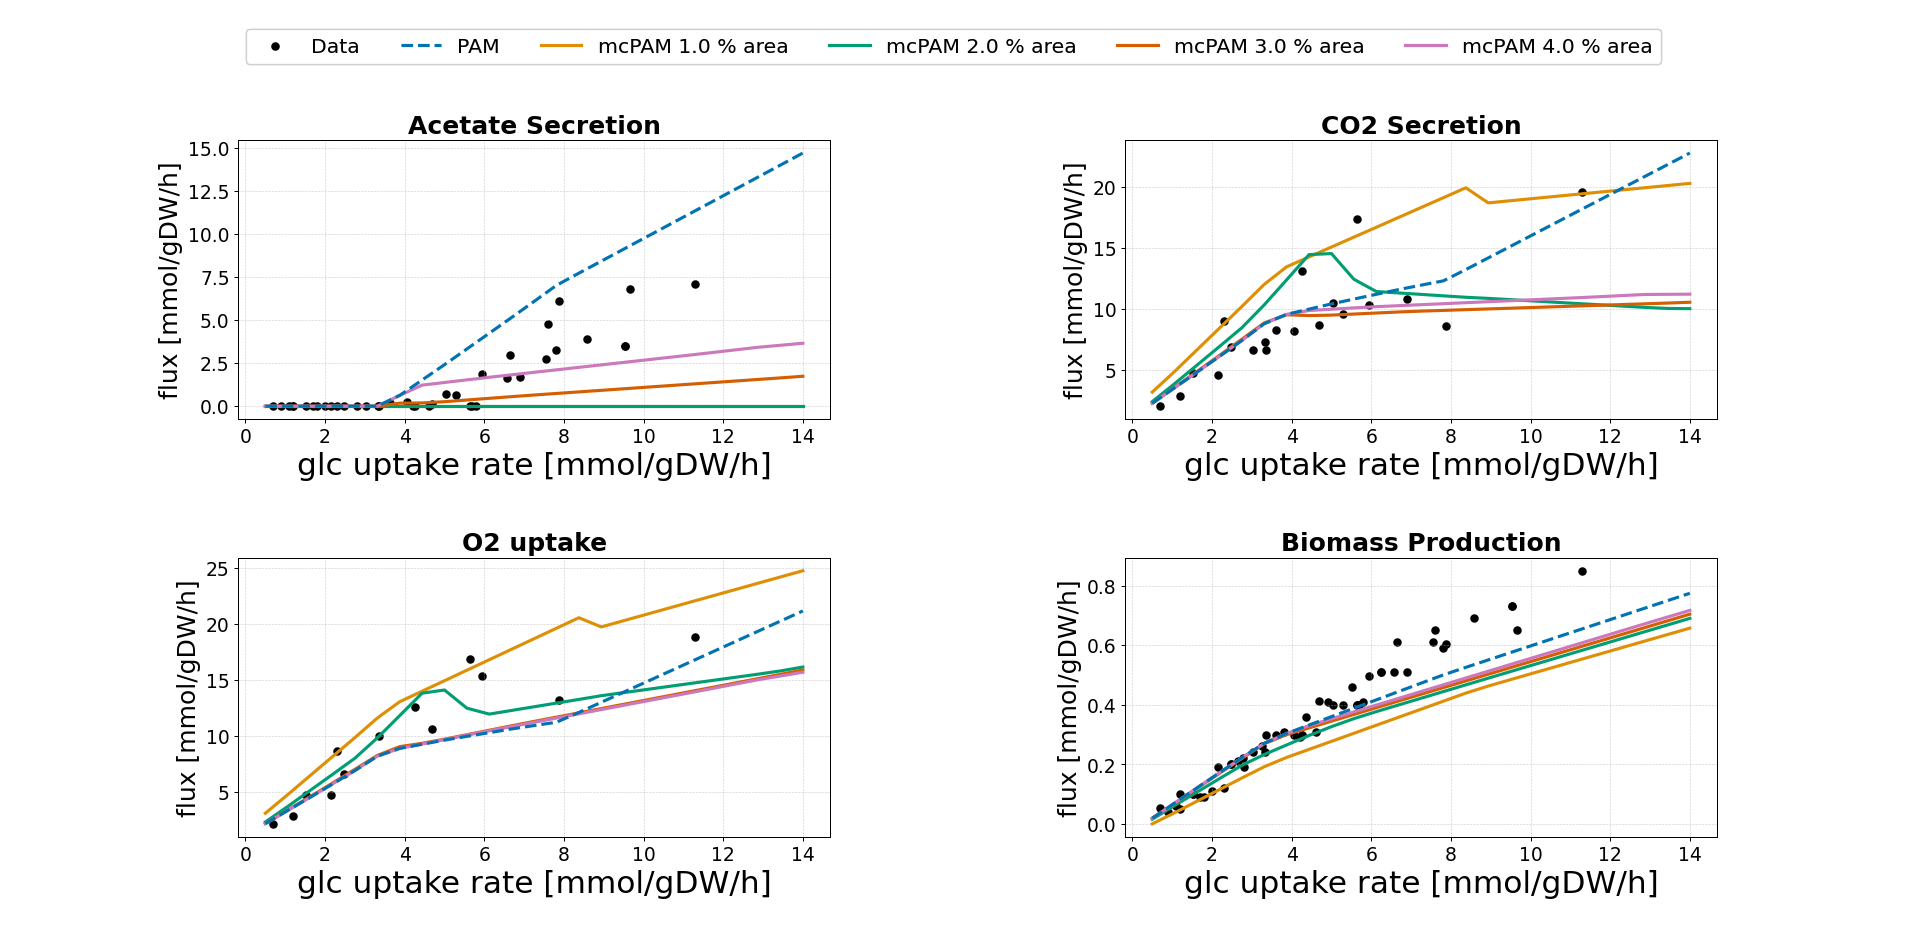 Data PAM mcPAM 1.0 % area mcPAM 2.0 % area mcPAM 3.0 % area mcPAM 4.0 % area
Acetate Secretion
flux [mmol/gDW/h]
15.0
12.5
10.0
7.5
5.0
2.5
0.0
0 2 4 6 8 10 12 14
glc uptake rate [mmol/gDW/h]
CO2 Secretion
flux [mmol/gDW/h]
20
15
10
5
0 2 4 6 8 10 12 14
glc uptake rate [mmol/gDW/h]
O2 uptake
flux [mmol/gDW/h]
25
20
15
10
5
0 2 4 6 8 10 12 14
glc uptake rate [mmol/gDW/h]
Biomass Production
flux [mmol/gDW/h]
0.8
0.6
0.4
0.2
0.0
0 2 4 6 8 10 12 14
glc uptake rate [mmol/gDW/h]